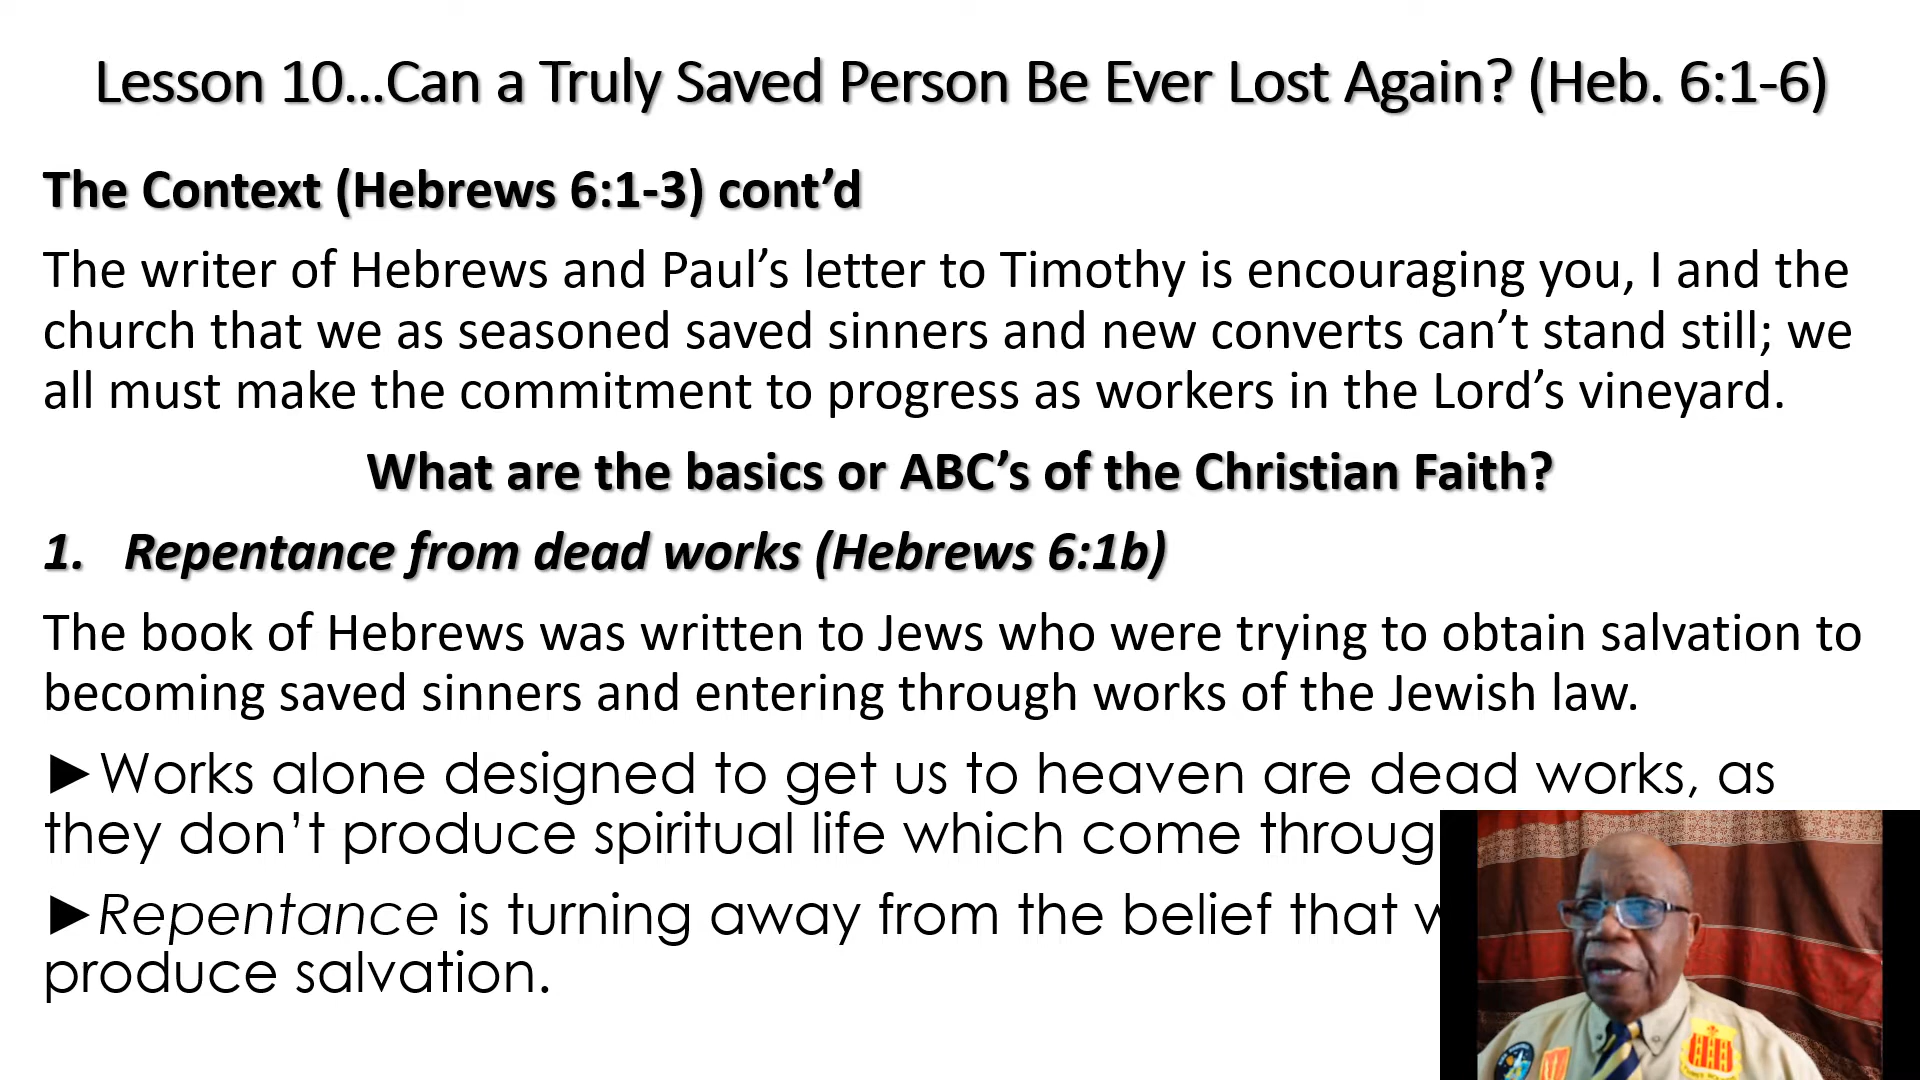 Lesson 10...Can a Truly Saved Person Be Ever Lost Again? (Heb. 6:1-6)
The Context (Hebrews 6:1-3) cont’d
The writer of Hebrews and Paul’s letter to Timothy is encouraging you, I and the
church that we as seasoned saved sinners and new converts can’t stand still; we
all must make the commitment to progress as workers in the Lord’s vineyard.
What are the basics or ABC’s of the Christian Faith?
1. Repentance from dead works (Hebrews 6:1b)
The book of Hebrews was written to Jews who were trying to obtain salvation to
becoming saved sinners and entering through works of the Jewish law.
►Works alone designed to get us to heaven are dead works, as
they don’t produce spiritual life which come throug
►Repentance is turning away from the belief that
produce salvation.